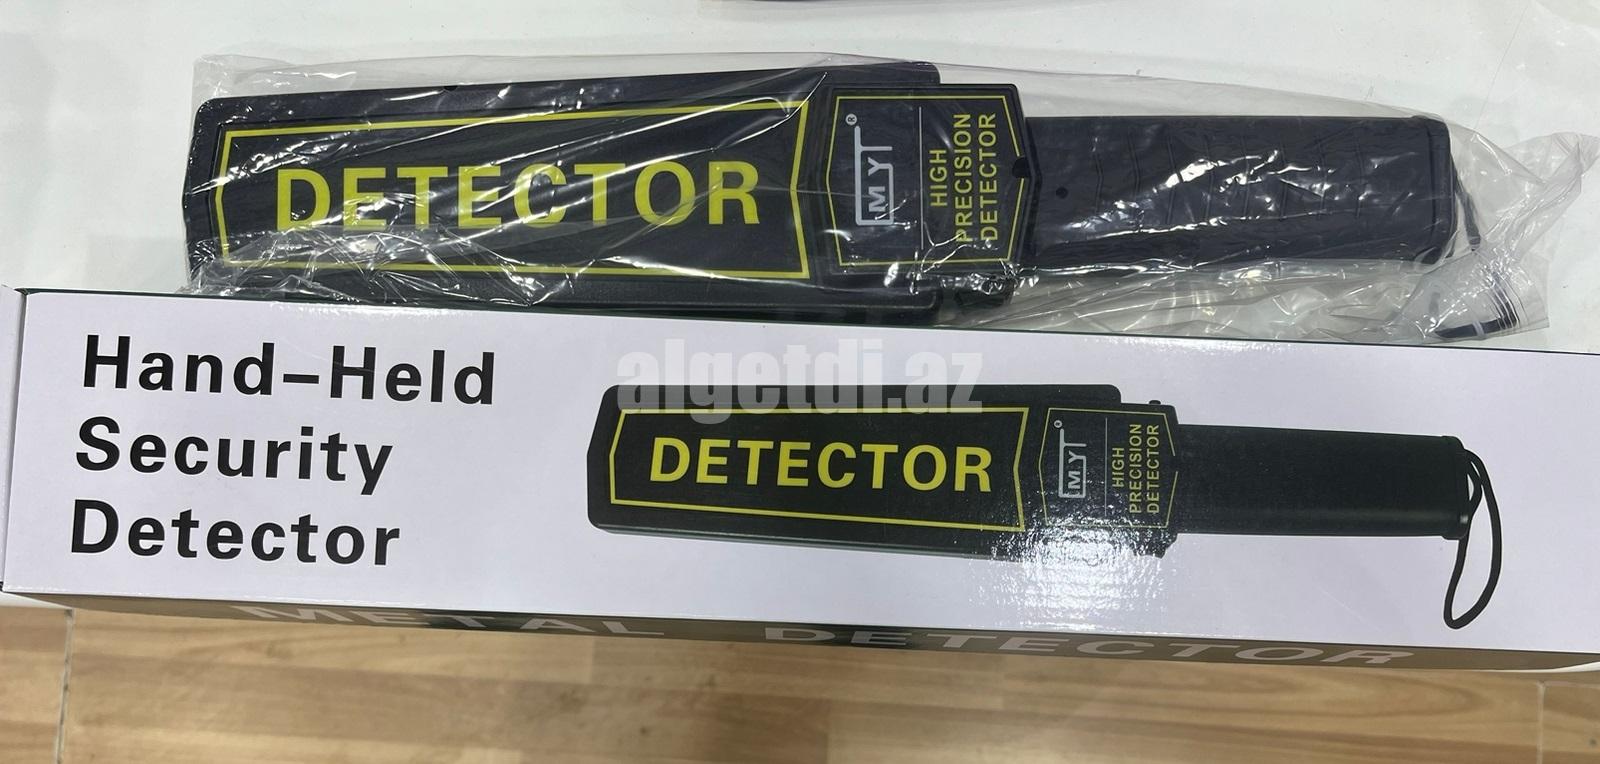 DETECTOR
MYT®
HIGH
PRECISION
DETECTOR
Hand-Held
Security
Detector
algetdi.az
DETECTOR
MYT
HIGH
PRECISION
DETECTOR
METAL DETECTOR